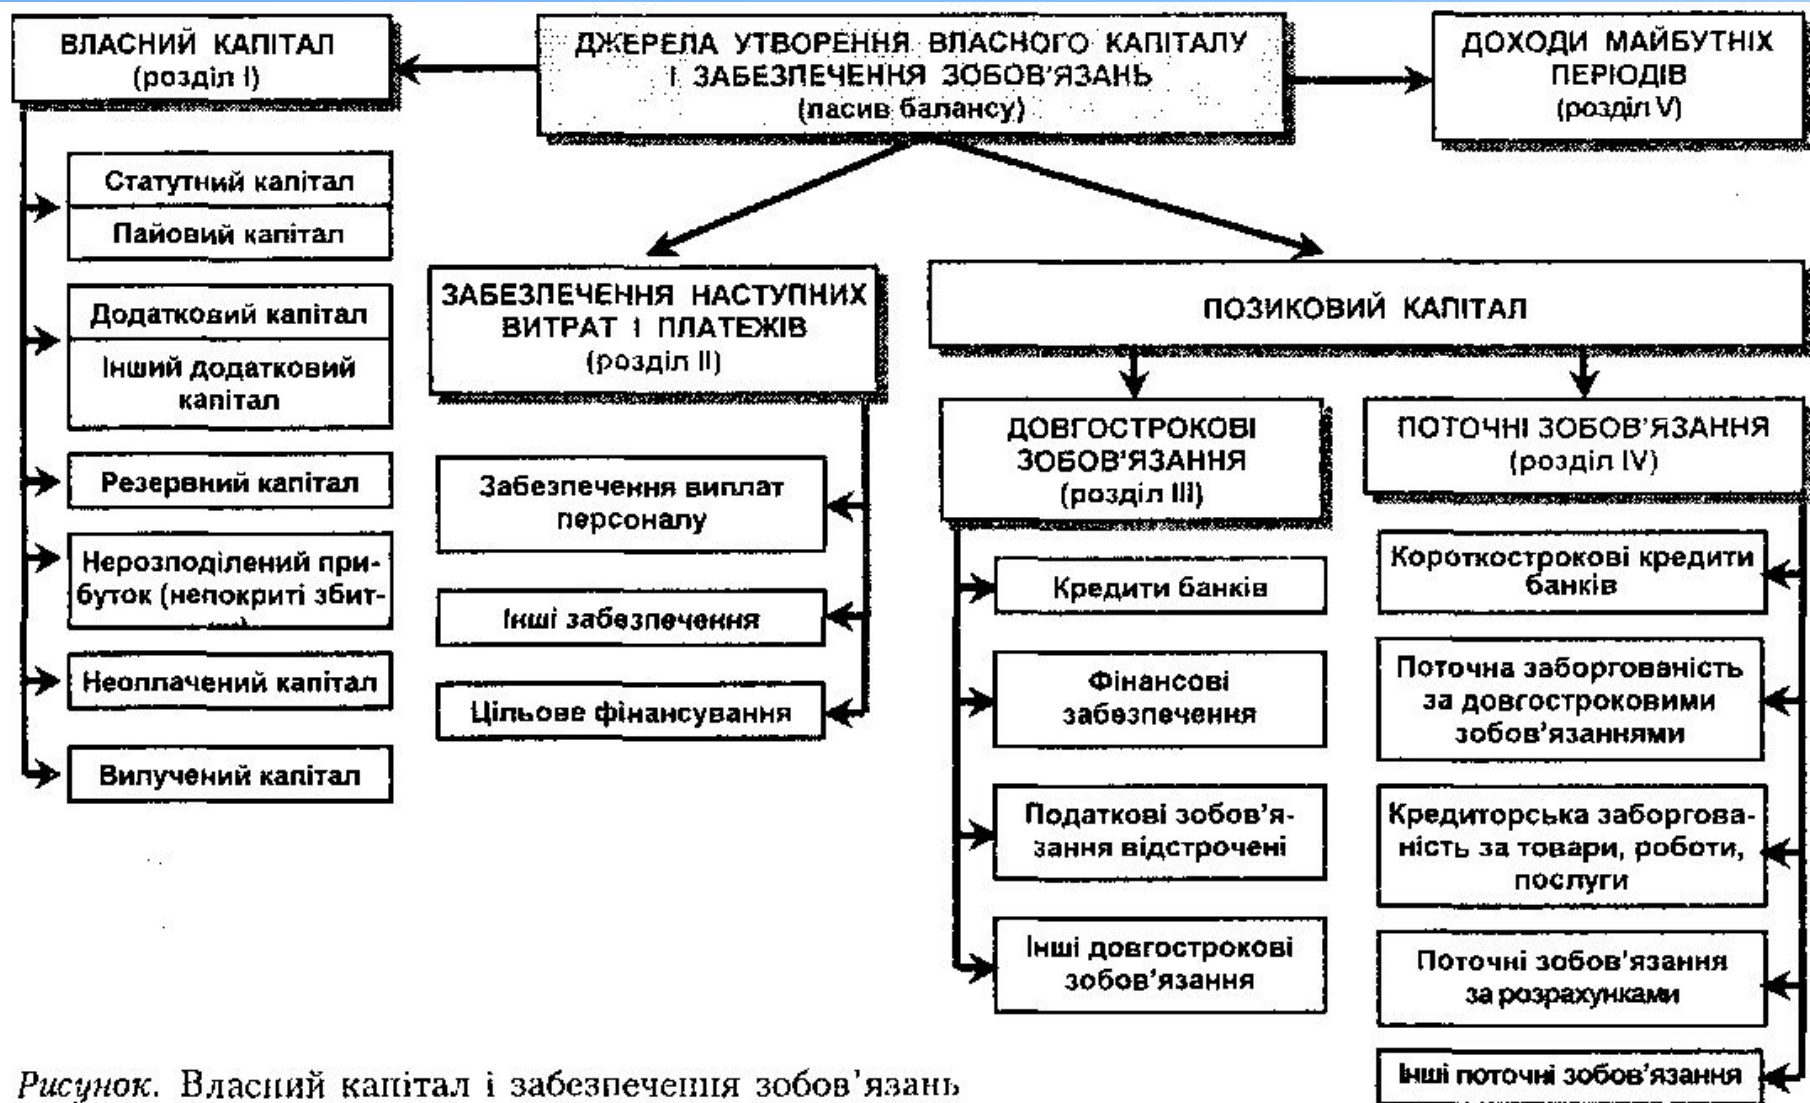 ВЛАСНИЙ КАПІТАЛ
(розділ I)
ДЖЕРЕЛА УТВОРЕННЯ ВЛАСНОГО КАПІТАЛУ
І ЗАБЕЗПЕЧЕННЯ ЗОБОВ'ЯЗАНЬ
(пасив балансу)
ДОХОДИ МАЙБУТНІХ
ПЕРІОДІВ
(розділ V)
Статутний капітал
Пайовий капітал
Додатковий капітал
Інший додатковий
капітал
Резервний капітал
Нерозподілений при-
буток (непокриті збит-
Неоплачений капітал
Вилучений капітал
ЗАБЕЗПЕЧЕННЯ НАСТУПНИХ
ВИТРАТ І ПЛАТЕЖІВ
(розділ II)
Забезпечення виплат
персоналу
Інші забезпечення
Цільове фінансування
ПОЗИКОВИЙ КАПІТАЛ
ДОВГОСТРОКОВІ
ЗОБОВ'ЯЗАННЯ
(розділ III)
Кредити банків
Фінансові
забезпечення
Податкові зобов'я-
зання відстрочені
Інші довгострокові
зобов'язання
ПОТОЧНІ ЗОБОВ'ЯЗАННЯ
(розділ IV)
Короткострокові кредити
банків
Поточна заборгованість
за довгостроковими
зобов'язаннями
Кредиторська заборгова-
ність за товари, роботи,
послуги
Поточні зобов'язання
за розрахунками
Інші поточні зобов'язання
Рисунок. Власний капітал і забезпечення зобов'язань